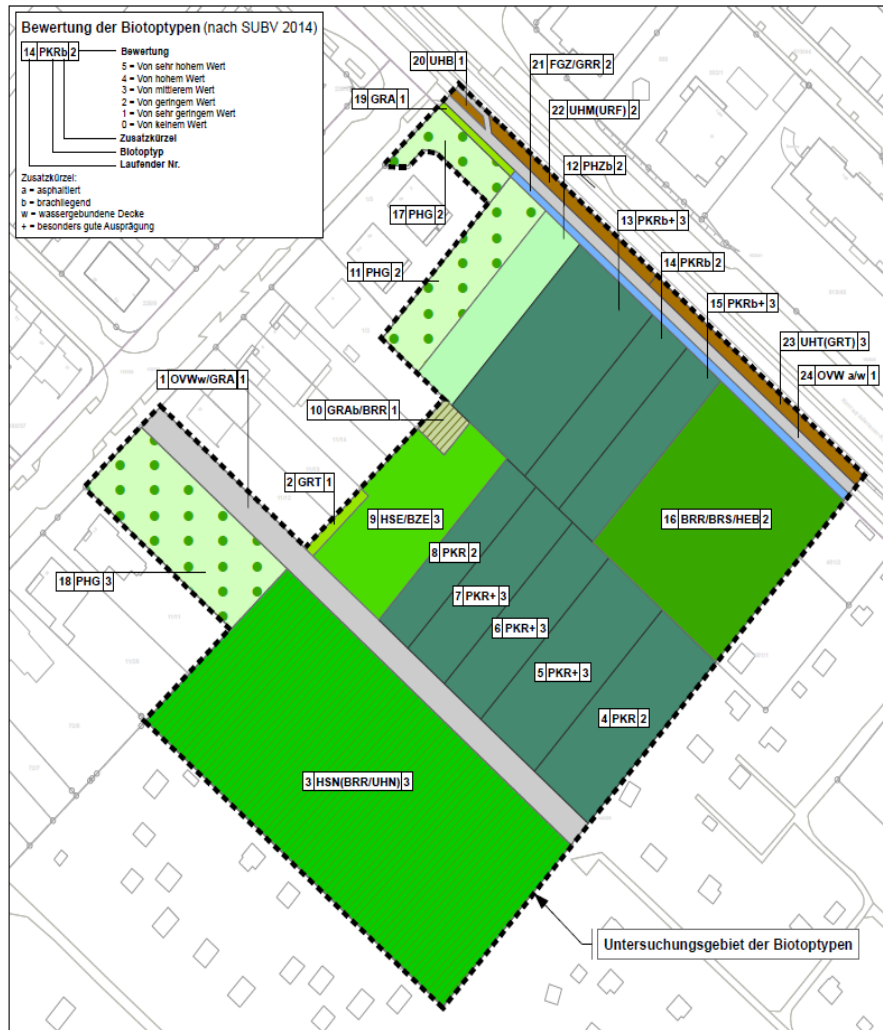 Bewertung der Biotoptypen (nach SUBV 2014)
14 PKRb 2
Bewertung
5 = Von sehr hohem Wert
4 = Von hohem Wert
3 = Von mittlerem Wert
2 = Von geringem Wert
1 = Von sehr geringem Wert
0 = Von keinem Wert
Zusatzkürzel
Biotoptyp
Laufender Nr.
Zusatzkürzel:
a = asphaltiert
b = brachliegend
w = wassergebundene Decke
+ = besonders gute Ausprägung
20 UHB 1
21 FGZ/GRR 2
19 GRA 1
22 UHM(URF) 2
12 PHZb 2
17 PHG 2
13 PKRb+ 3
14 PKRb 2
11 PHG 2
15 PKRb+ 3
23 UHT(GRT) 3
1 OVWw/GRA 1
24 OVW a/w 1
10 GRAb/BRR 1
2 GRT 1
9 HSE/BZE 3
16 BRR/BRS/HEB 2
8 PKR 2
7 PKR+ 3
18 PHG 3
6 PKR+ 3
5 PKR+ 3
4 PKR 2
3 HSN(BRR/UHN) 3
Untersuchungsgebiet der Biotoptypen